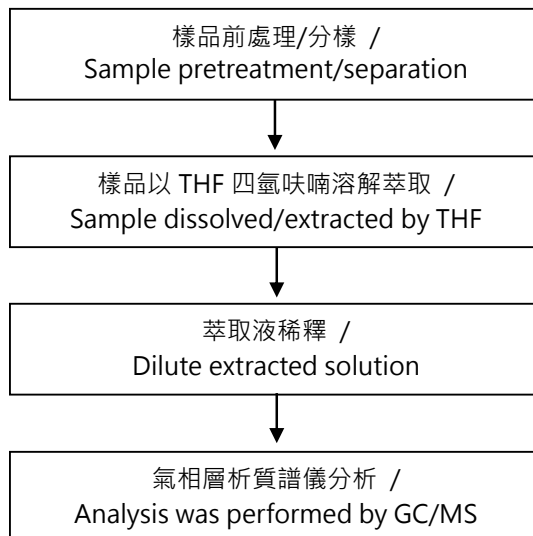 樣品前處理/分樣 /
Sample pretreatment/separation
樣品以 THF 四氫呋喃溶解萃取 /
Sample dissolved/extracted by THF
萃取液稀釋 /
Dilute extracted solution
氣相層析質譜儀分析 /
Analysis was performed by GC/MS